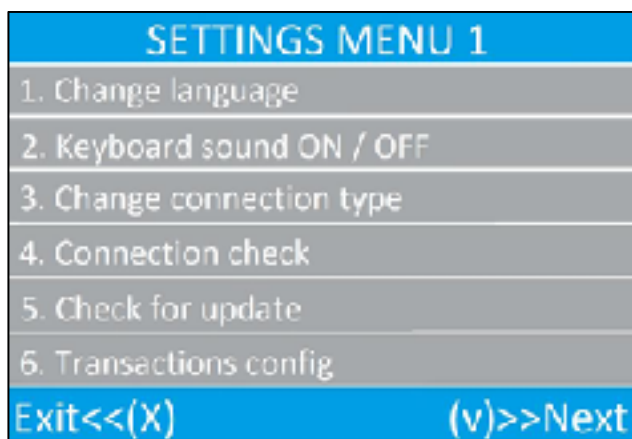 SETTINGS MENU 1
1. Change language
2. Keyboard sound ON / OFF
3. Change connection type
4. Connection check
5. Check for update
6. Transactions config
Exit<<(X) (v)>>Next